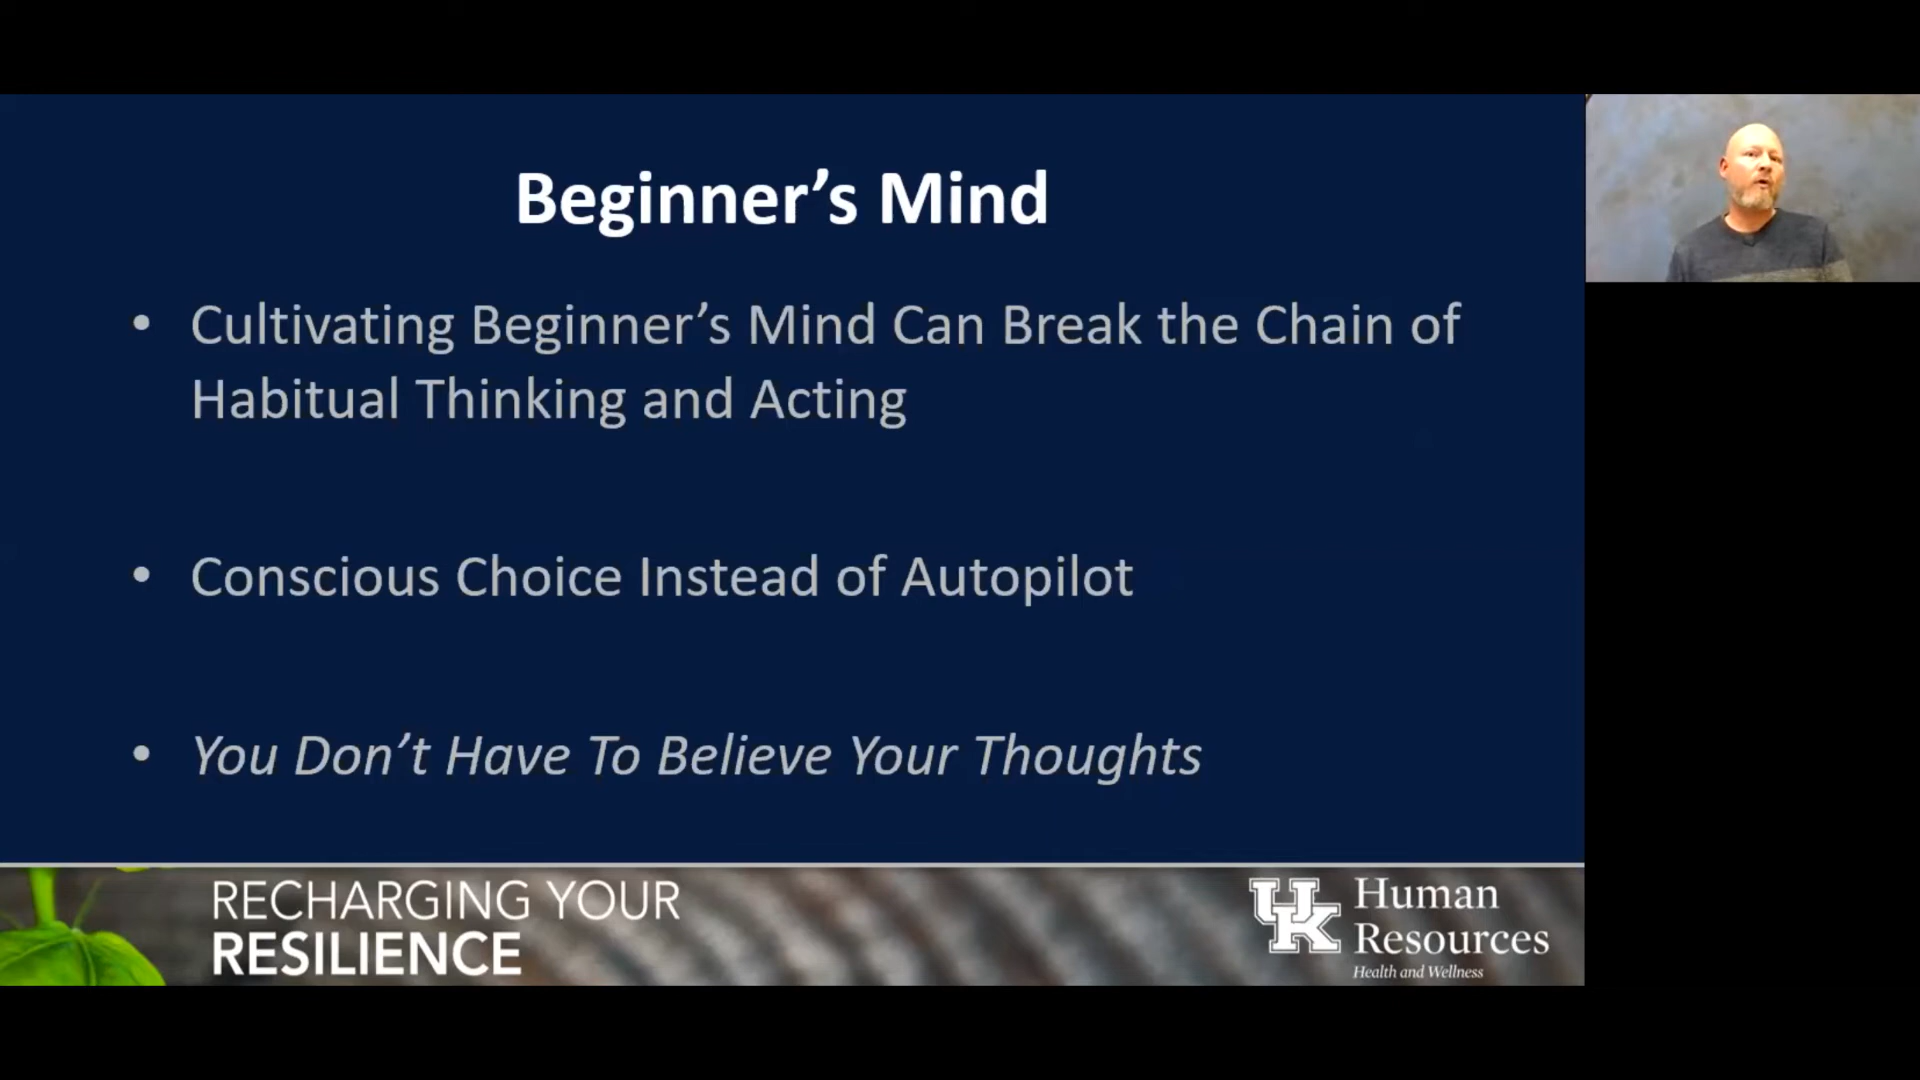 Beginner’s Mind
• Cultivating Beginner’s Mind Can Break the Chain of
Habitual Thinking and Acting
• Conscious Choice Instead of Autopilot
• You Don’t Have To Believe Your Thoughts
RECHARGING YOUR
RESILIENCE
UK
Human
Resources
Health and Wellness